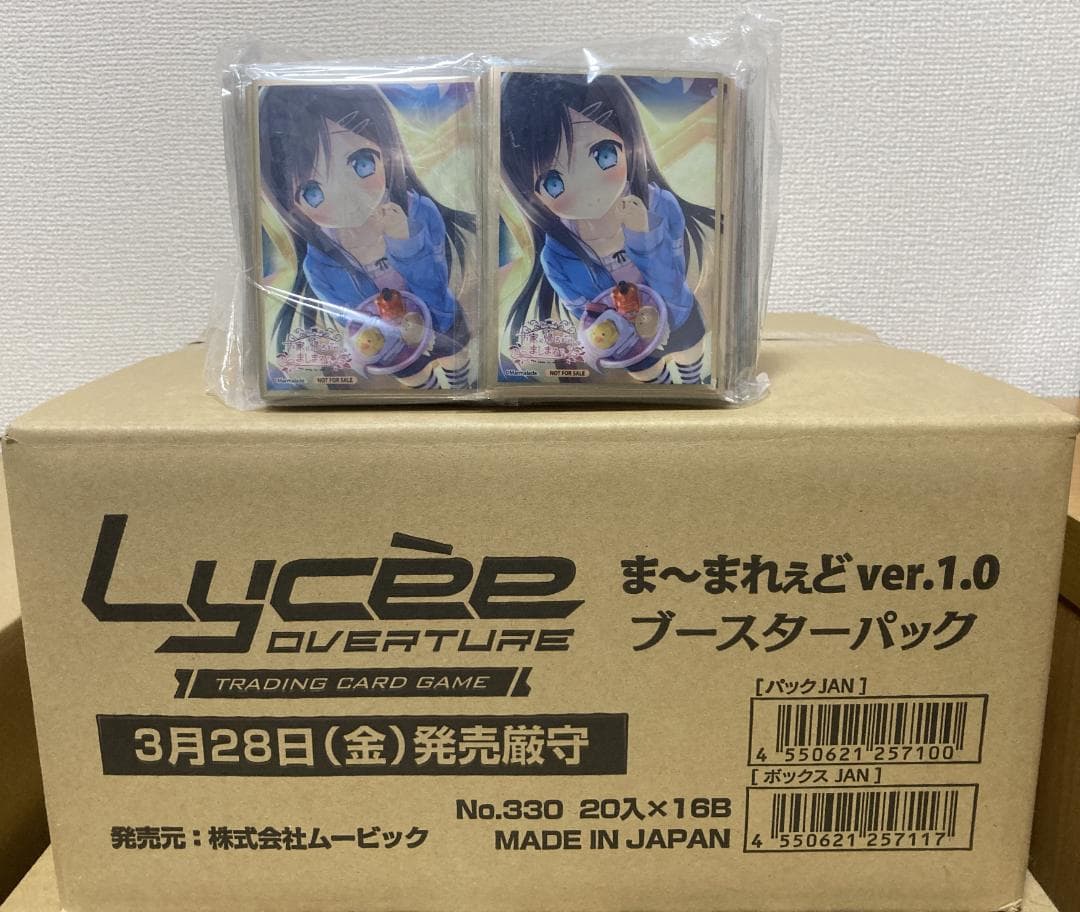 ©Marmalade NOT FOR SALE
©Marmalade NOT FOR SALE
Lycèe
OVERTURE
TRADING CARD GAME
ま～まれぇど ver.1.0
ブースターパック
3月28日(金)発売厳守
[パックJAN]
4 550621 257100
[ボックス JAN]
4 550621 257117
No.330 20入×16B
発売元：株式会社ムービック
MADE IN JAPAN